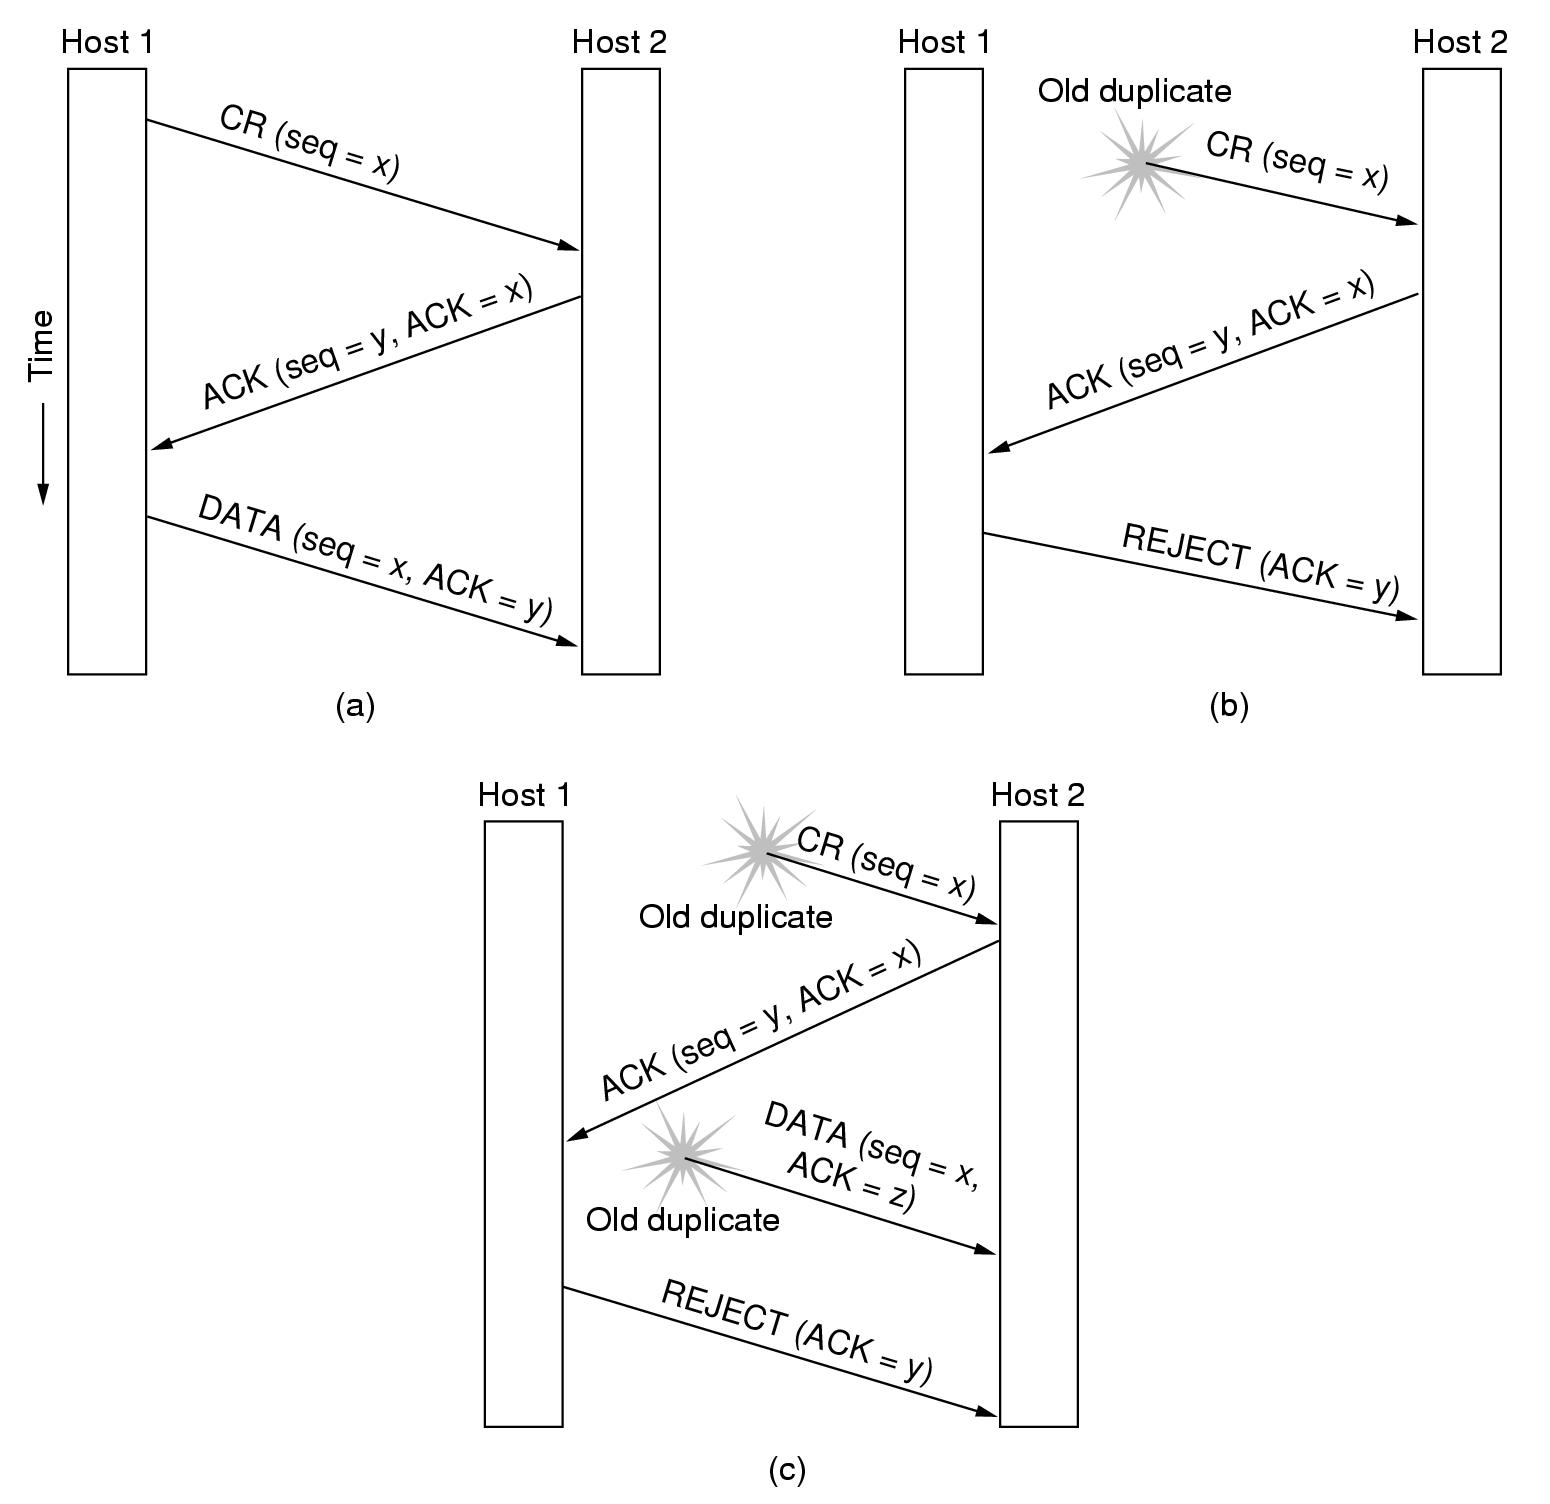 Host 1
Host 2
CR (seq = x)
ACK (seq = y, ACK = x)
DATA (seq = x, ACK = y)
Time
(a)
Host 1
Host 2
Old duplicate
CR (seq = x)
ACK (seq = y, ACK = x)
REJECT (ACK = y)
(b)
Host 1
Host 2
CR (seq = x)
Old duplicate
ACK (seq = y, ACK = x)
DATA (seq = x,
ACK = z)
Old duplicate
REJECT (ACK = y)
(c)